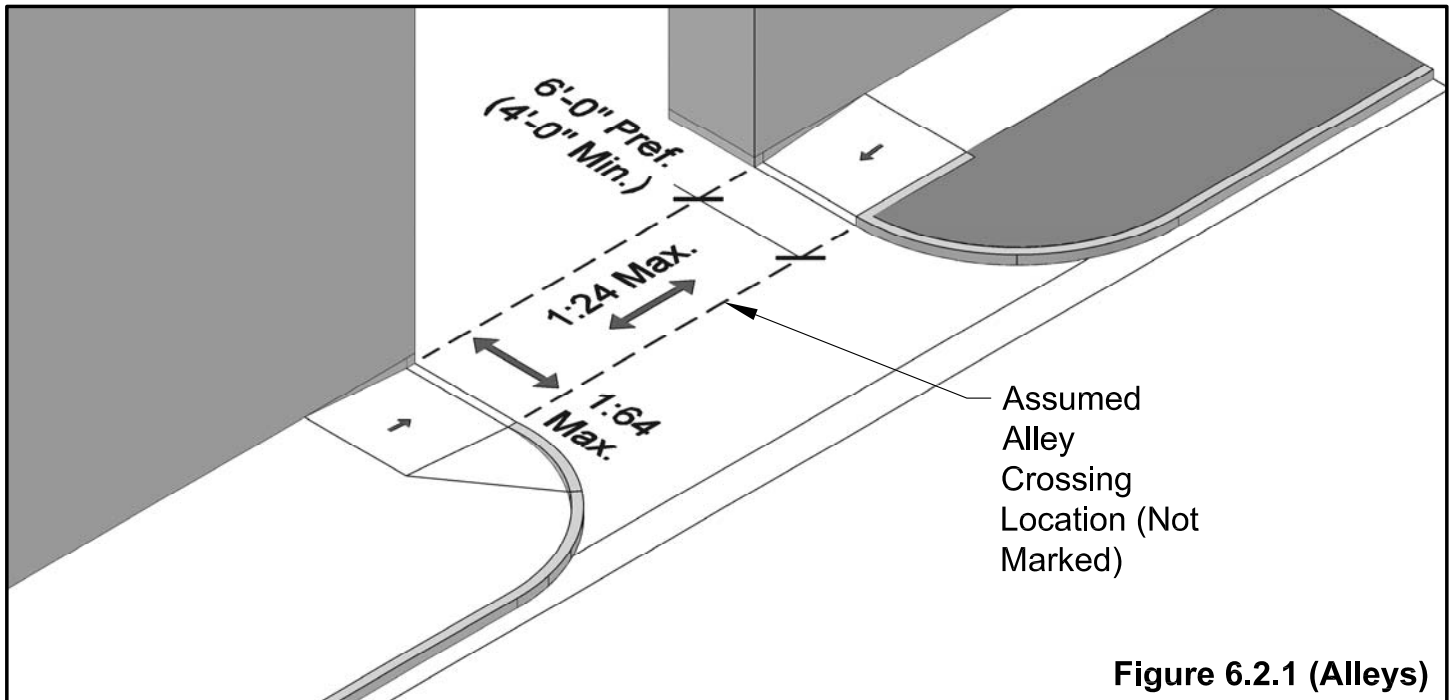 6'-0" Pref.
(4'-0" Min.)
1:24 Max.
1:64
Max.
Assumed
Alley
Crossing
Location (Not
Marked)
Figure 6.2.1 (Alleys)